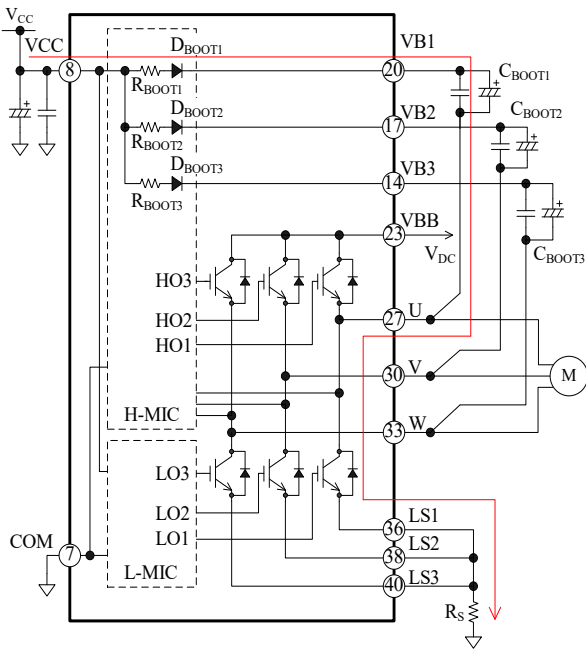 VCC
VCC
8
DBOOT1
RBOOT1
VB1
20
CBOOT1
DBOOT2
RBOOT2
VB2
17
CBOOT2
DBOOT3
RBOOT3
VB3
14
CBOOT3
VBB
23
VDC
HO3
HO2
HO1
U
27
V
30
M
W
33
H-MIC
LO3
LO2
LO1
LS1
36
LS2
38
LS3
40
COM
7
L-MIC
RS
+
+
+
+